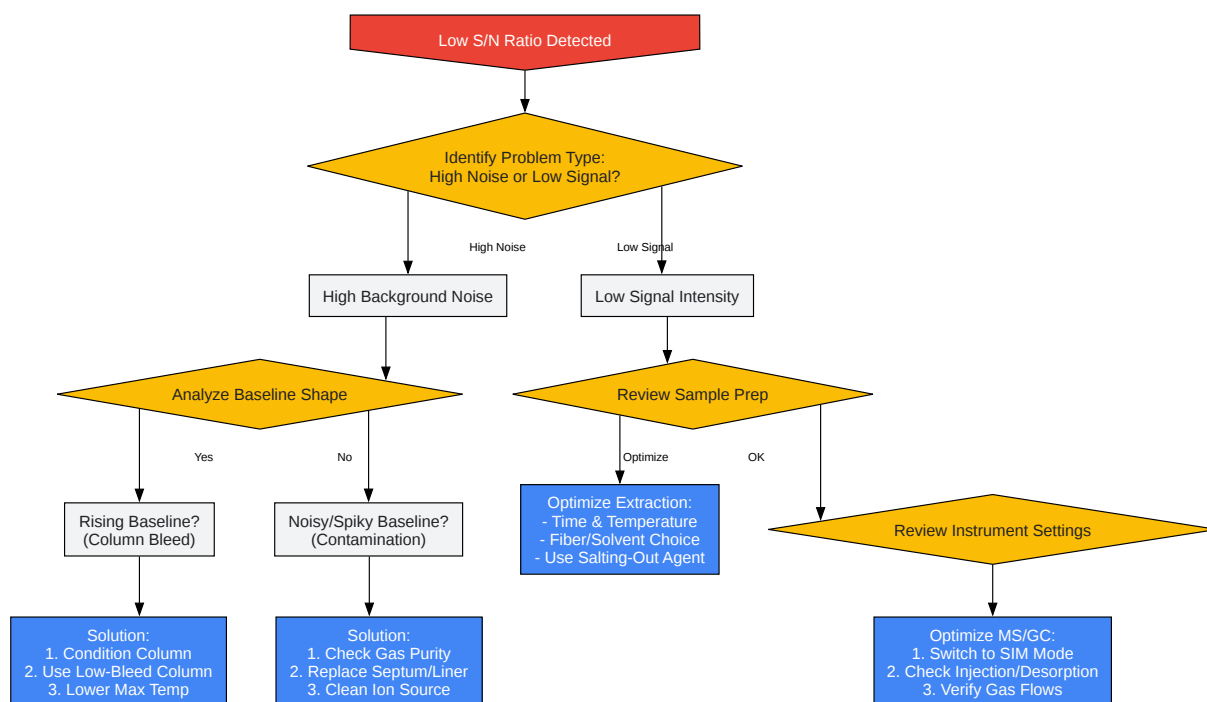 Low S/N Ratio Detected
Identify Problem Type:
High Noise or Low Signal?
High Noise
Low Signal
High Background Noise
Low Signal Intensity
Analyze Baseline Shape
Review Sample Prep
Yes
No
Optimize
OK
Rising Baseline?
(Column Bleed)
Noisy/Spiky Baseline?
(Contamination)
Optimize Extraction:
- Time & Temperature
- Fiber/Solvent Choice
- Use Salting-Out Agent
Review Instrument Settings
Solution:
1. Condition Column
2. Use Low-Bleed Column
3. Lower Max Temp
Solution:
1. Check Gas Purity
2. Replace Septum/Liner
3. Clean Ion Source
Optimize MS/GC:
1. Switch to SIM Mode
2. Check Injection/Desorption
3. Verify Gas Flows